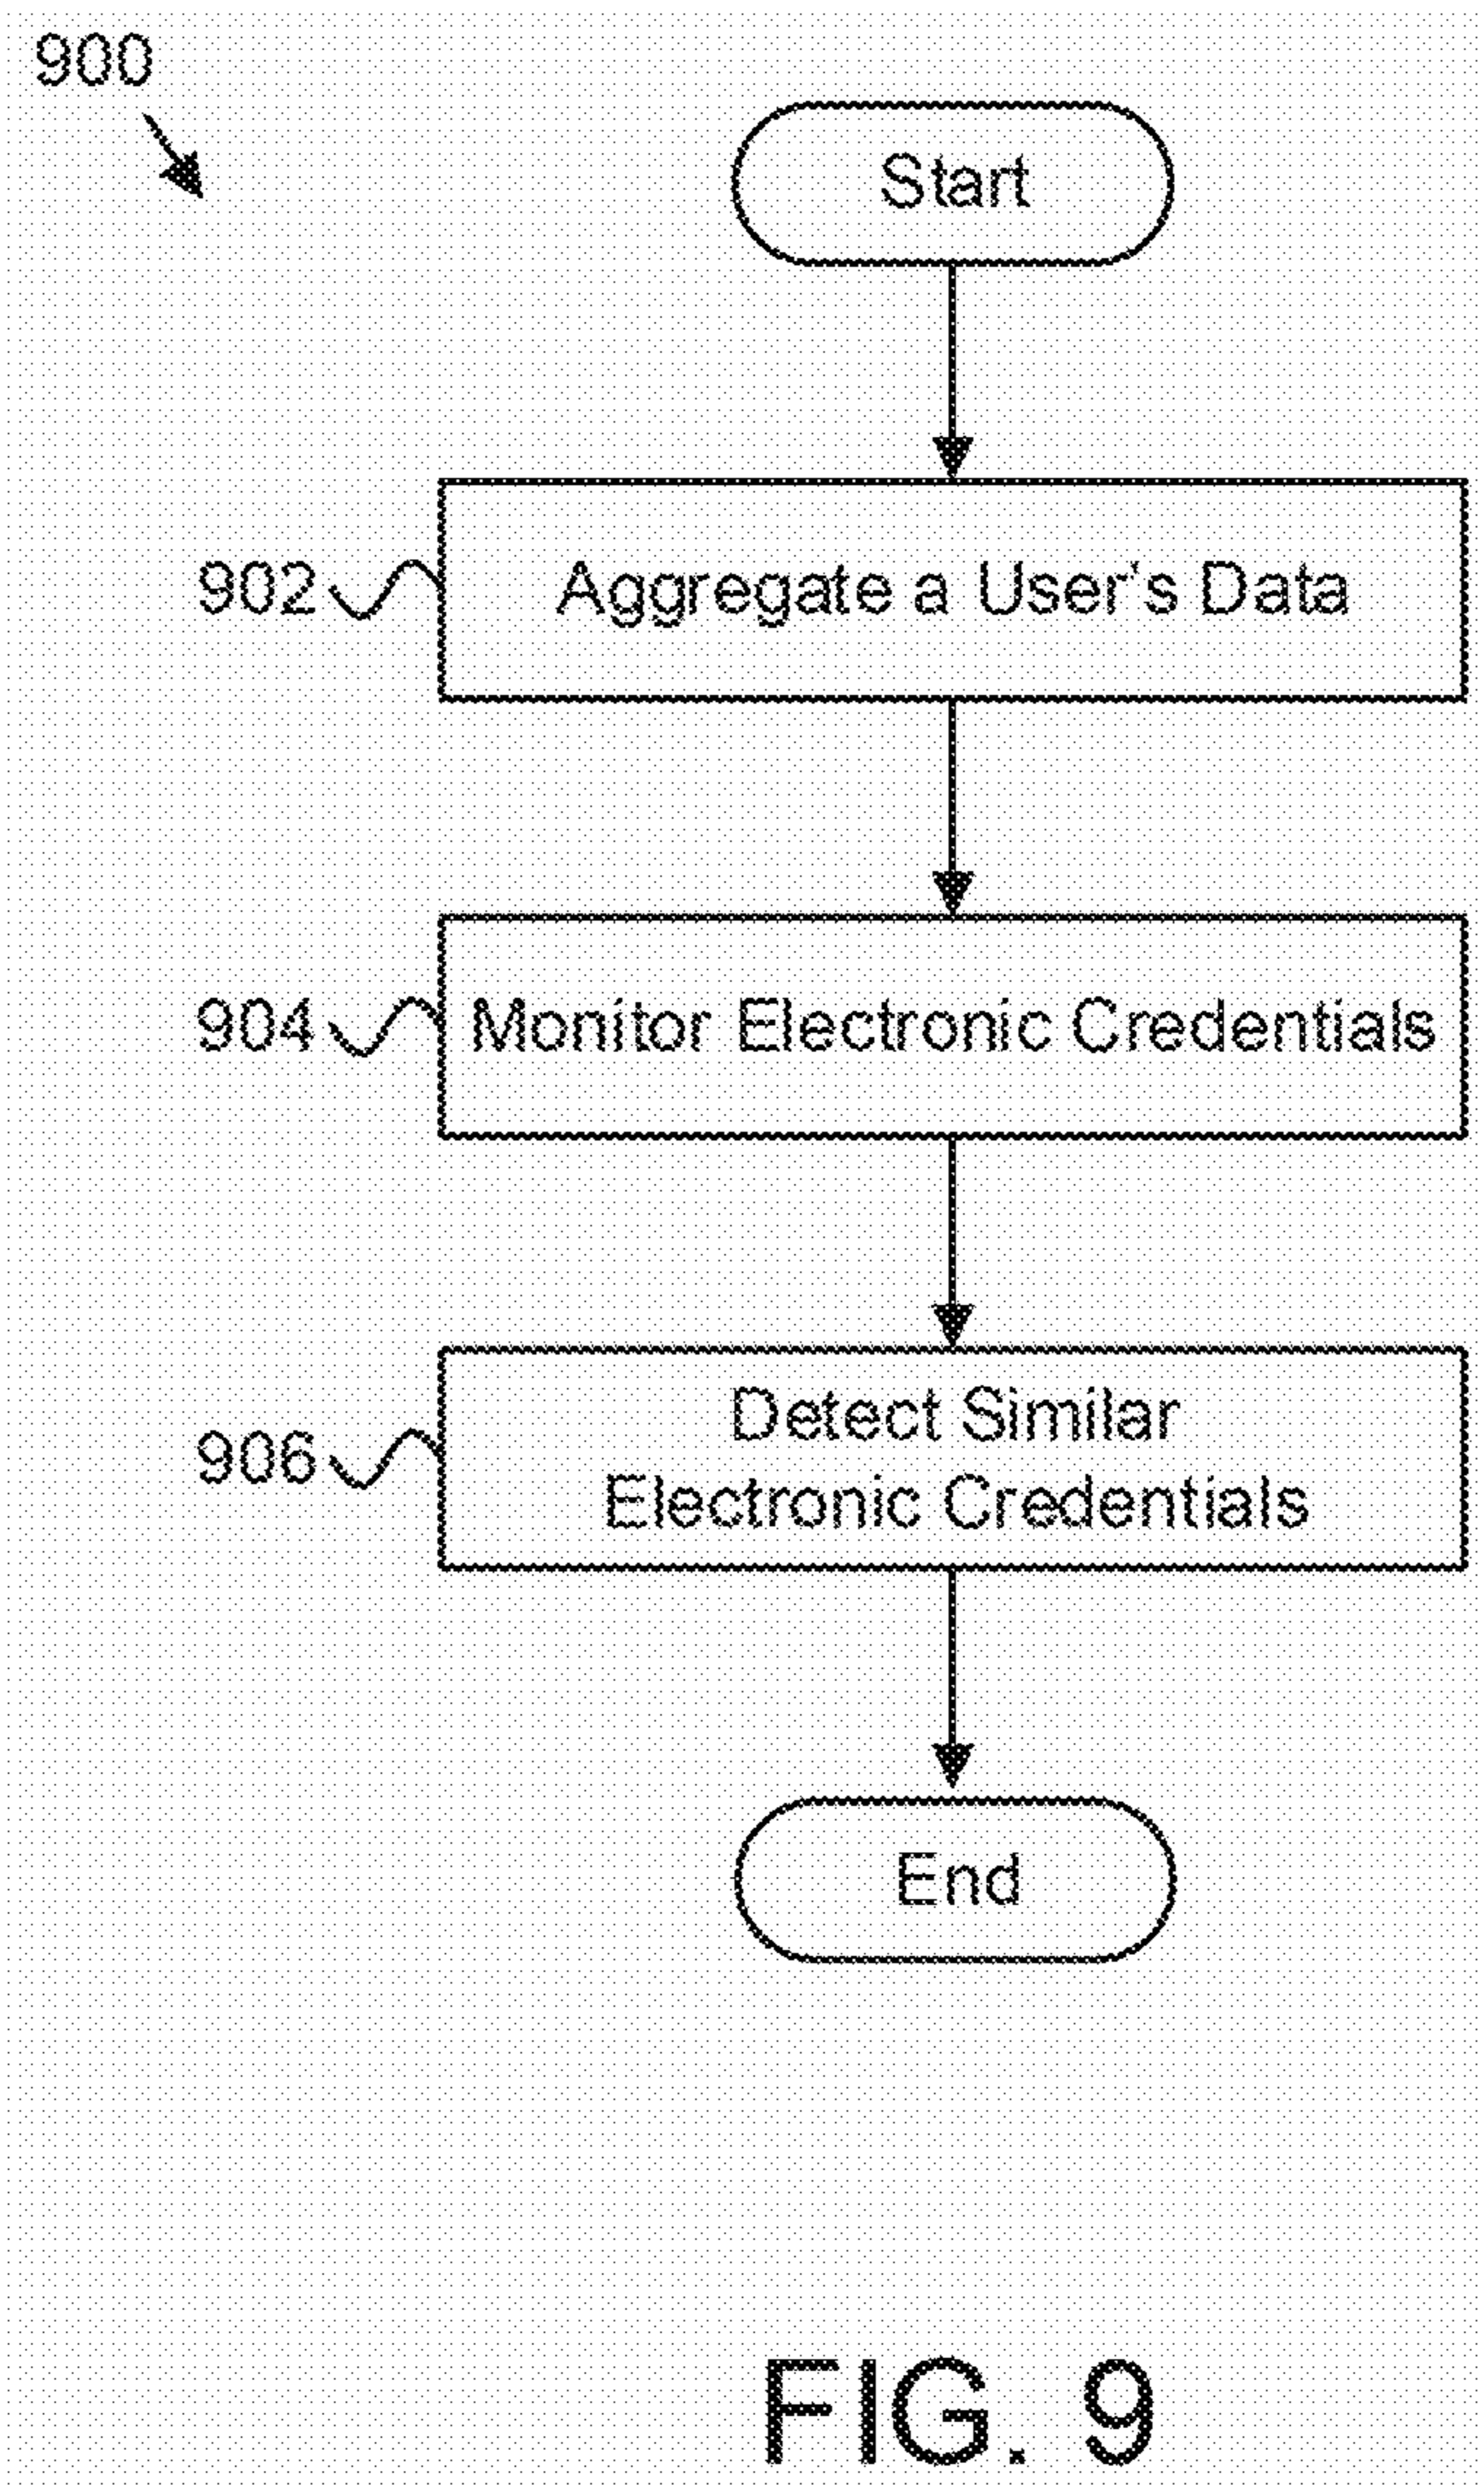 900
Start
902
Aggregate a User's Data
904
Monitor Electronic Credentials
906
Detect Similar
Electronic Credentials
End
FIG. 9